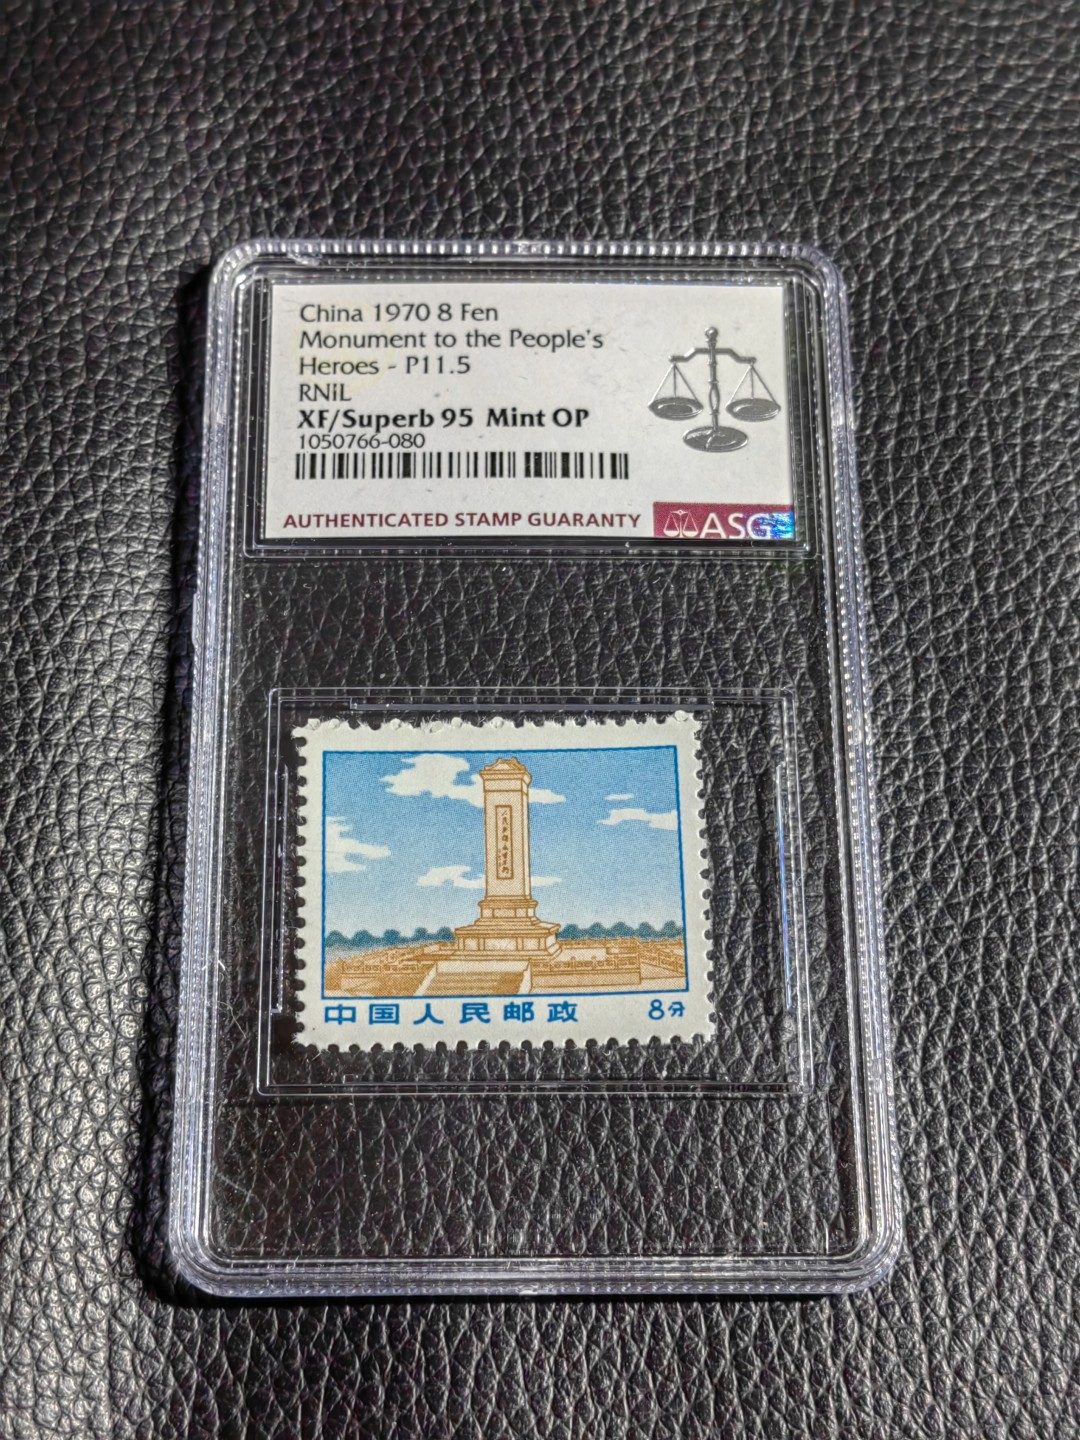 China 1970 8 Fen
Monument to the People's
Heroes - P11.5
RNiL
XF/Superb 95 Mint OP
1050766-080
AUTHENTICATED STAMP GUARANTY
ASG
中国人民邮政
8分